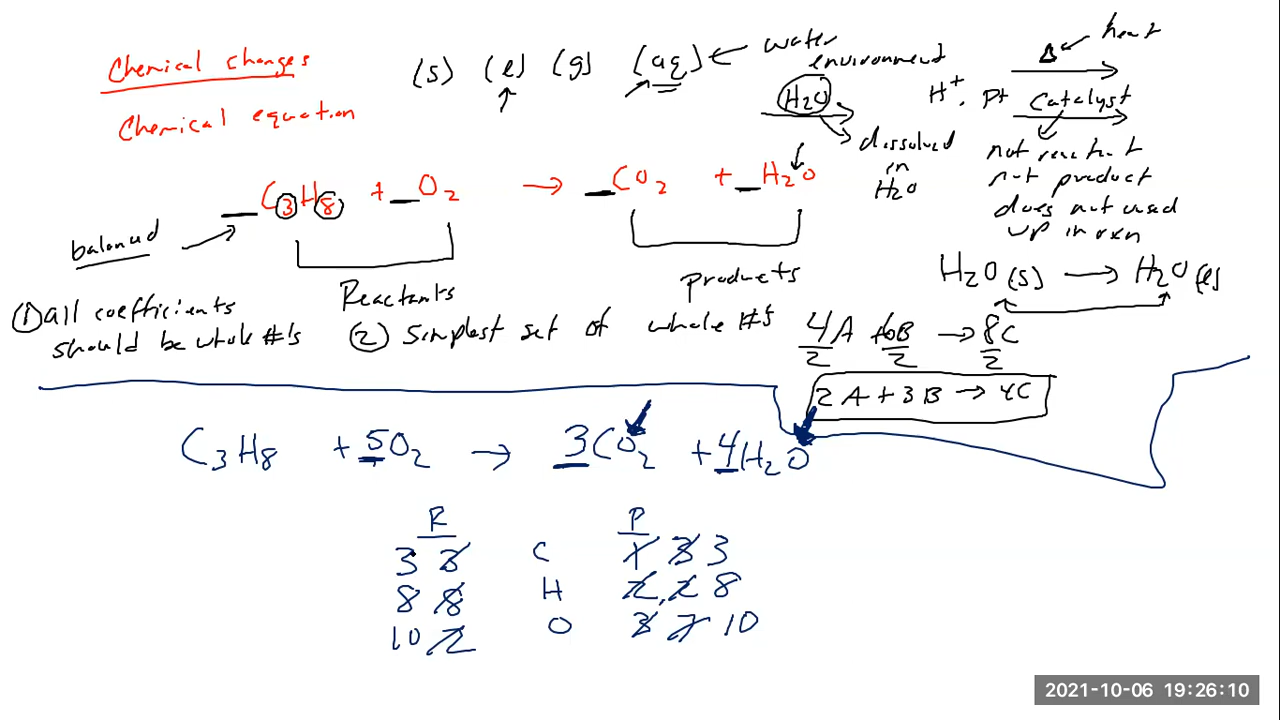 Chemical changes
(s) (l) (g) (aq) ← water
environment
Δ ← heat
Chemical equation
H₂O
H⁺, Pt
Catalyst
dissolved
in
H₂O
not reactant
not product
does not used
up in rxn
_C₃H₈ + _O₂ → _CO₂ + _H₂O
balanced
Reactants
products
H₂O(s) → H₂O(l)
① all coefficients
should be whole #'s
② Simplest set of whole #'s
4A + 6B → 8C
2 2 2
2A + 3B → 4C
C₃H₈ + 5O₂ → 3CO₂ + 4H₂O
R P
3 3 C 1 3 3
8 8 H 2, 2 8
10 2 O 3 7 10
2021-10-06 19:26:10